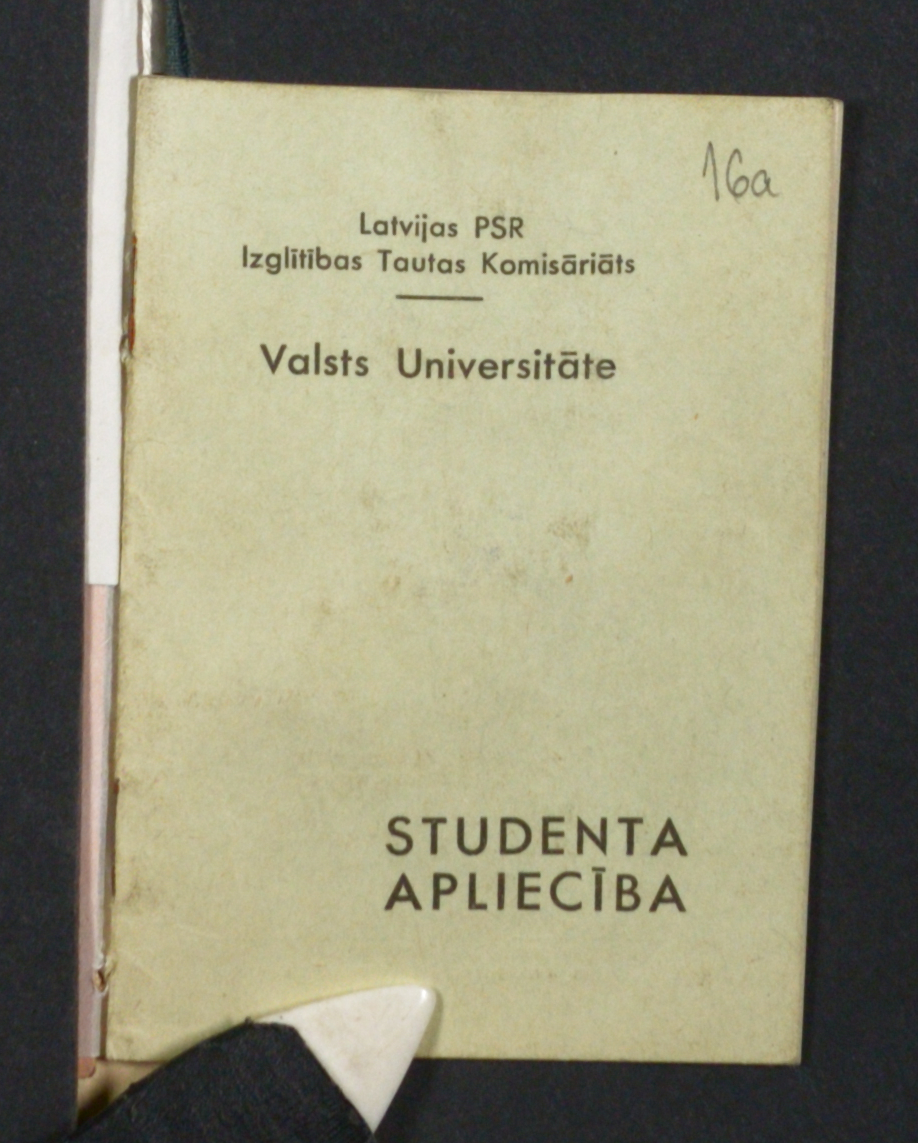 16a
Latvijas PSR
Izglītības Tautas Komisāriāts
Valsts Universitāte
STUDENTA
APLIECĪBA